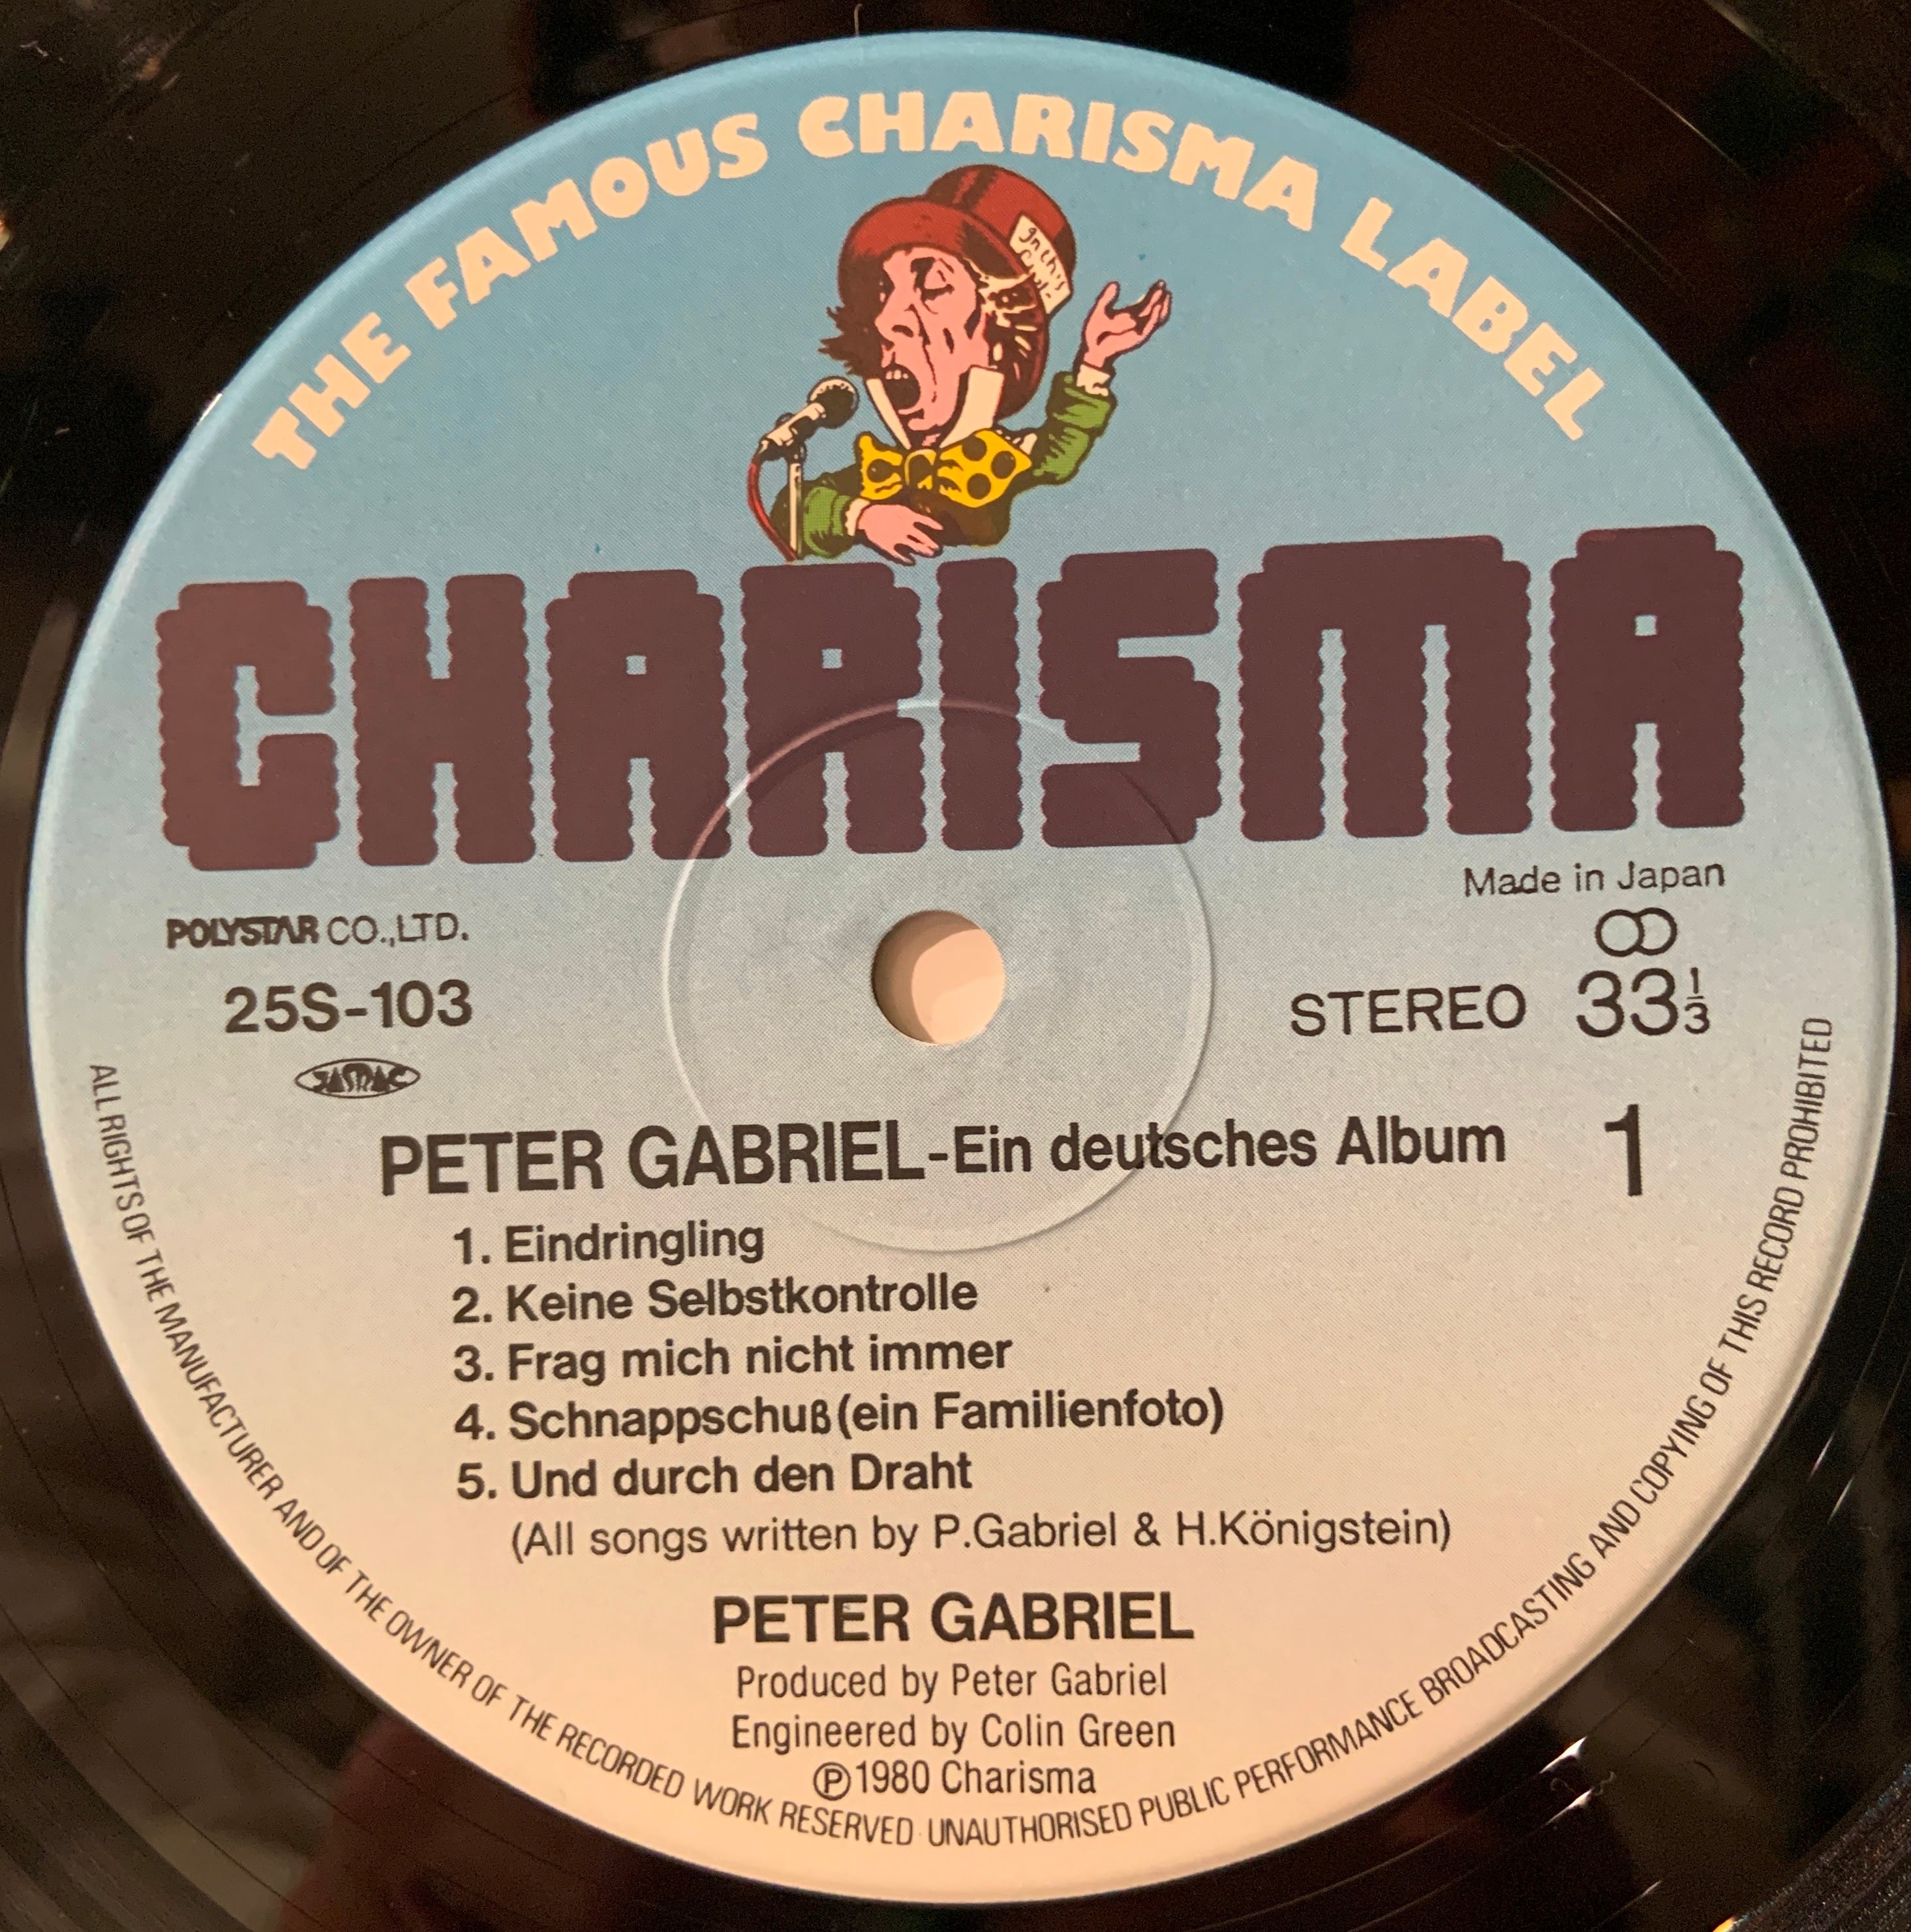 THE FAMOUS CHARISMA LABEL
In this Style
CHARISMA
Made in Japan
POLYSTAR CO.,LTD.
25S-103
STEREO 33⅓
JASRAC
PETER GABRIEL-Ein deutsches Album 1
1. Eindringling
2. Keine Selbstkontrolle
3. Frag mich nicht immer
4. Schnappschuß(ein Familienfoto)
5. Und durch den Draht
(All songs written by P.Gabriel & H.Königstein)
PETER GABRIEL
Produced by Peter Gabriel
Engineered by Colin Green
℗1980 Charisma
ALL RIGHTS OF THE MANUFACTURER AND OF THE OWNER OF THE RECORDED WORK RESERVED · UNAUTHORISED PUBLIC PERFORMANCE BROADCASTING AND COPYING OF THIS RECORD PROHIBITED